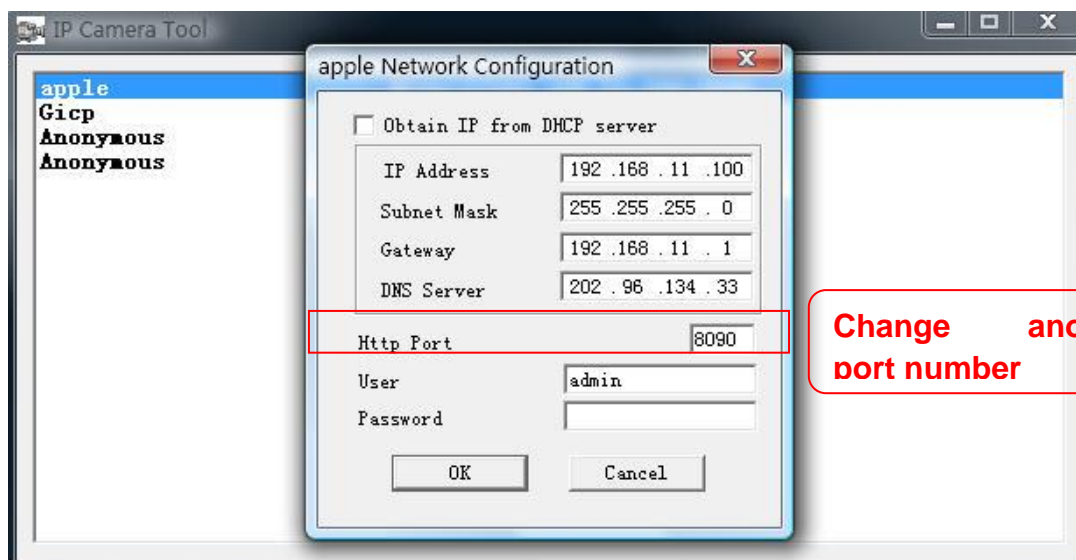 IP Camera Tool
apple Network Configuration
apple
Gicp
Anonymous
Anonymous
Obtain IP from DHCP server
IP Address 192 .168 . 11 .100
Subnet Mask 255 .255 .255 . 0
Gateway 192 .168 . 11 . 1
DNS Server 202 . 96 .134 . 33
Http Port 8090
User admin
Password
OK Cancel
Change
port number